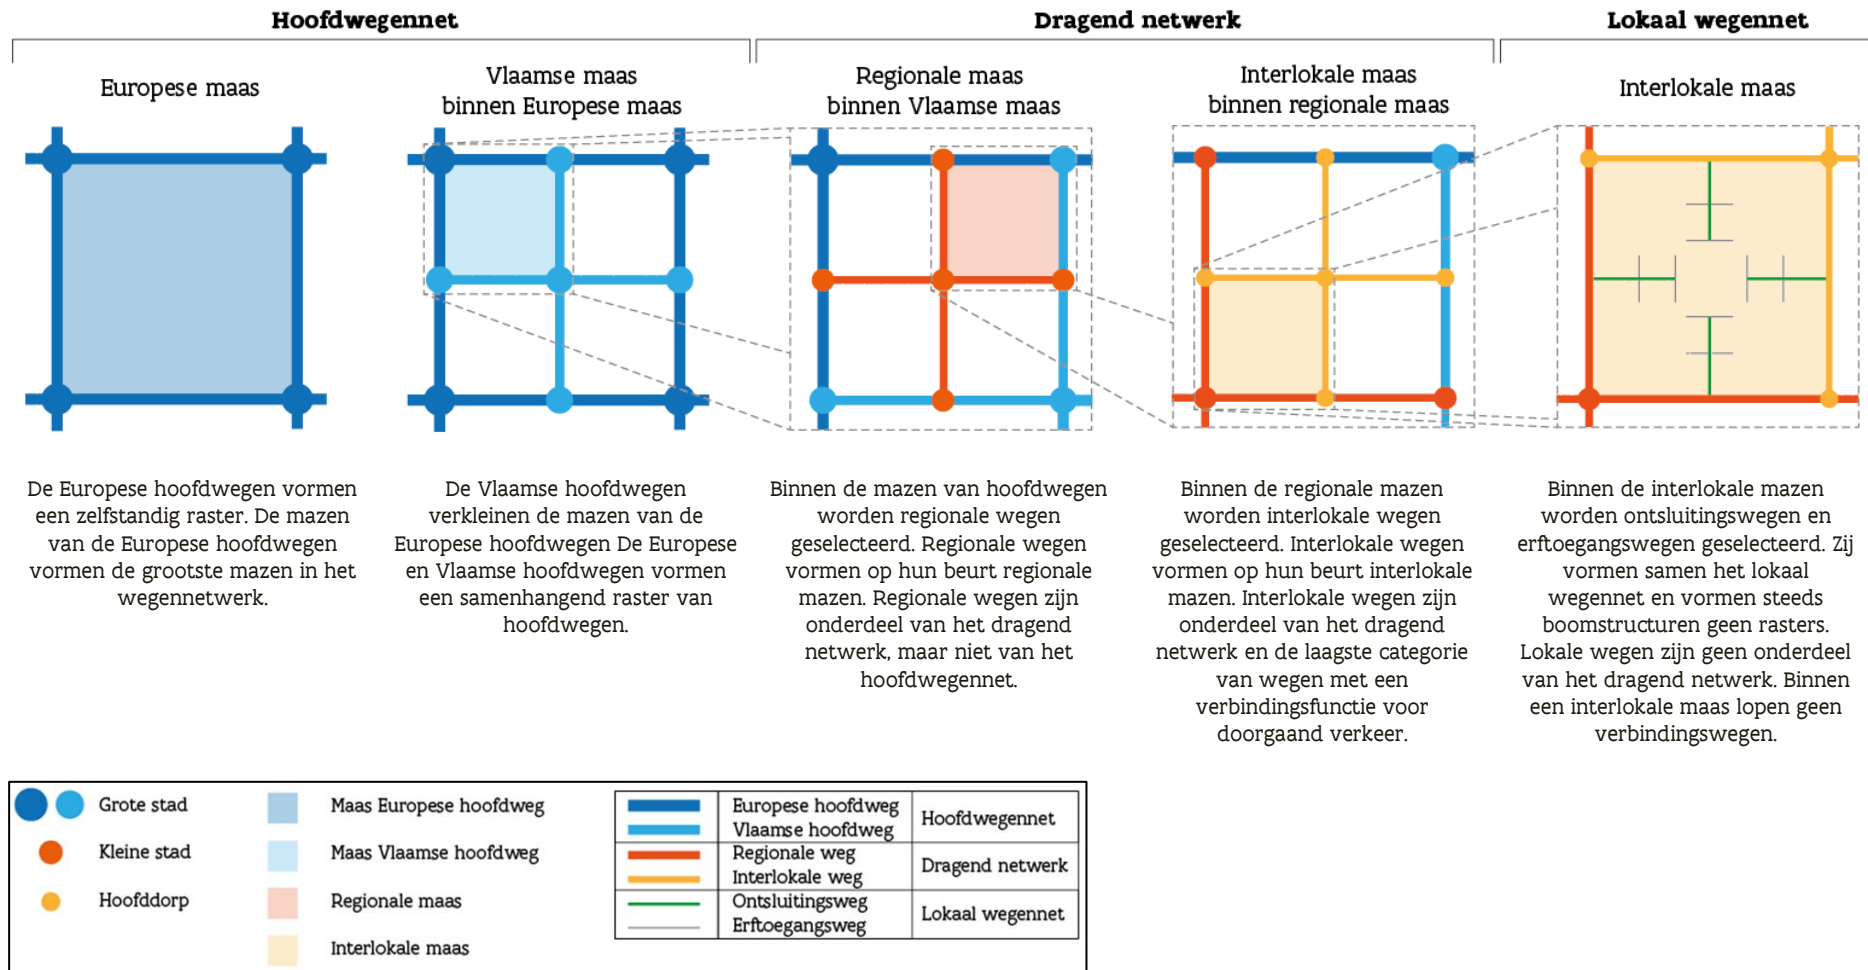 Hoofdwegennet
Dragend netwerk
Lokaal wegennet
Europese maas
Vlaamse maas
binnen Europese maas
Regionale maas
binnen Vlaamse maas
Interlokale maas
binnen regionale maas
Interlokale maas
De Europese hoofdwegen vormen
een zelfstandig raster. De mazen
van de Europese hoofdwegen
vormen de grootste mazen in het
wegennetwerk.
De Vlaamse hoofdwegen
verkleinen de mazen van de
Europese hoofdwegen De Europese
en Vlaamse hoofdwegen vormen
een samenhangend raster van
hoofdwegen.
Binnen de mazen van hoofdwegen
worden regionale wegen
geselecteerd. Regionale wegen
vormen op hun beurt regionale
mazen. Regionale wegen zijn
onderdeel van het dragend
netwerk, maar niet van het
hoofdwegennet.
Binnen de regionale mazen
worden interlokale wegen
geselecteerd. Interlokale wegen
vormen op hun beurt interlokale
mazen. Interlokale wegen zijn
onderdeel van het dragend
netwerk en de laagste categorie
van wegen met een
verbindingsfunctie voor
doorgaand verkeer.
Binnen de interlokale mazen
worden ontsluitingswegen en
erftoegangswegen geselecteerd. Zij
vormen samen het lokaal
wegennet en vormen steeds
boomstructuren geen rasters.
Lokale wegen zijn geen onderdeel
van het dragend netwerk. Binnen
een interlokale maas lopen geen
verbindingswegen.
Grote stad
Kleine stad
Hoofddorp
Maas Europese hoofdweg
Maas Vlaamse hoofdweg
Regionale maas
Interlokale maas
Europese hoofdweg
Vlaamse hoofdweg
Hoofdwegennet
Regionale weg
Interlokale weg
Dragend netwerk
Ontsluitingsweg
Erftoegangsweg
Lokaal wegennet